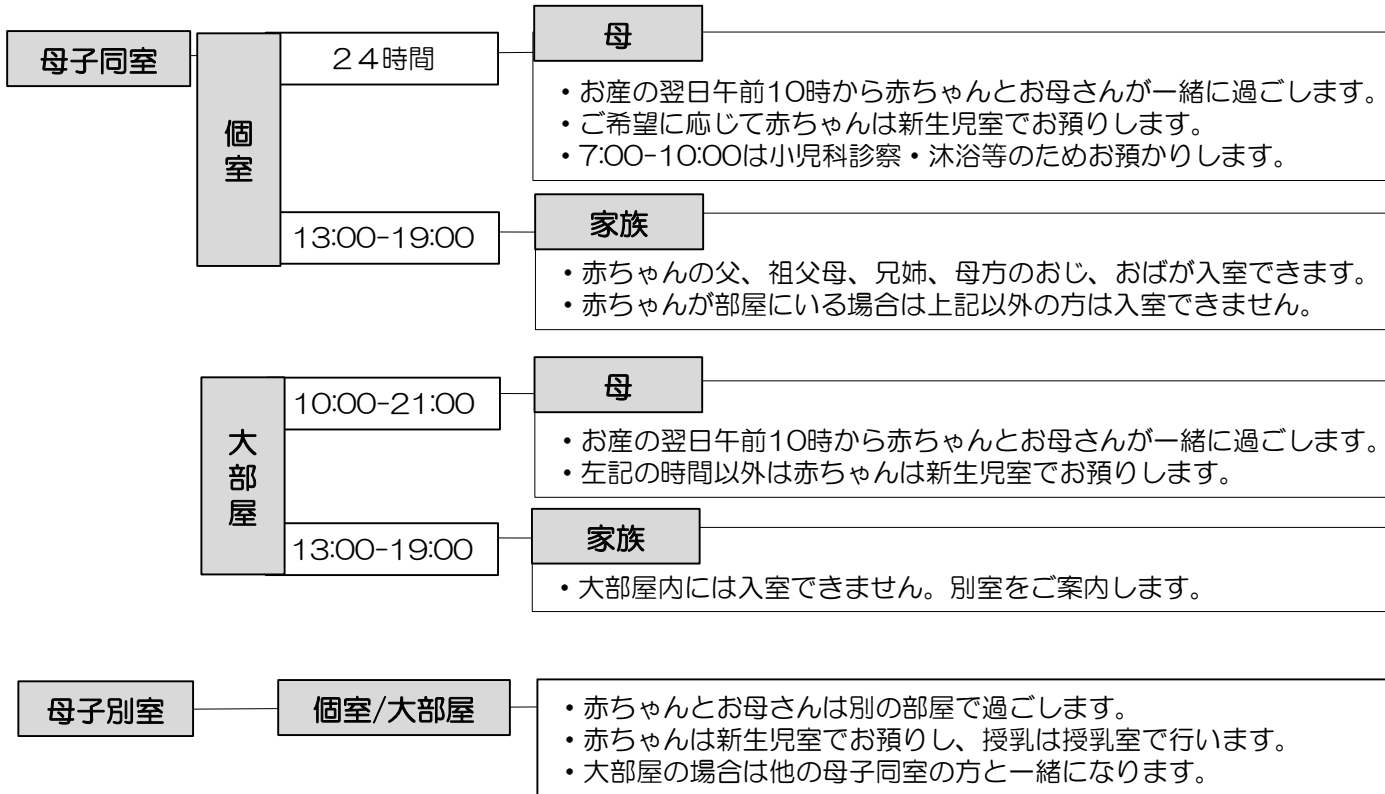 母子同室
個室
24時間
母
・お産の翌日午前10時から赤ちゃんとお母さんが一緒に過ごします。
・ご希望に応じて赤ちゃんは新生児室でお預りします。
・7:00-10:00は小児科診察・沐浴等のためお預かりします。
13:00-19:00
家族
・赤ちゃんの父、祖父母、兄姉、母方のおじ、おばが入室できます。
・赤ちゃんが部屋にいる場合は上記以外の方は入室できません。
大部屋
10:00-21:00
母
・お産の翌日午前10時から赤ちゃんとお母さんが一緒に過ごします。
・左記の時間以外は赤ちゃんは新生児室でお預りします。
13:00-19:00
家族
・大部屋内には入室できません。別室をご案内します。
母子別室
個室/大部屋
・赤ちゃんとお母さんは別の部屋で過ごします。
・赤ちゃんは新生児室でお預りし、授乳は授乳室で行います。
・大部屋の場合は他の母子同室の方と一緒になります。